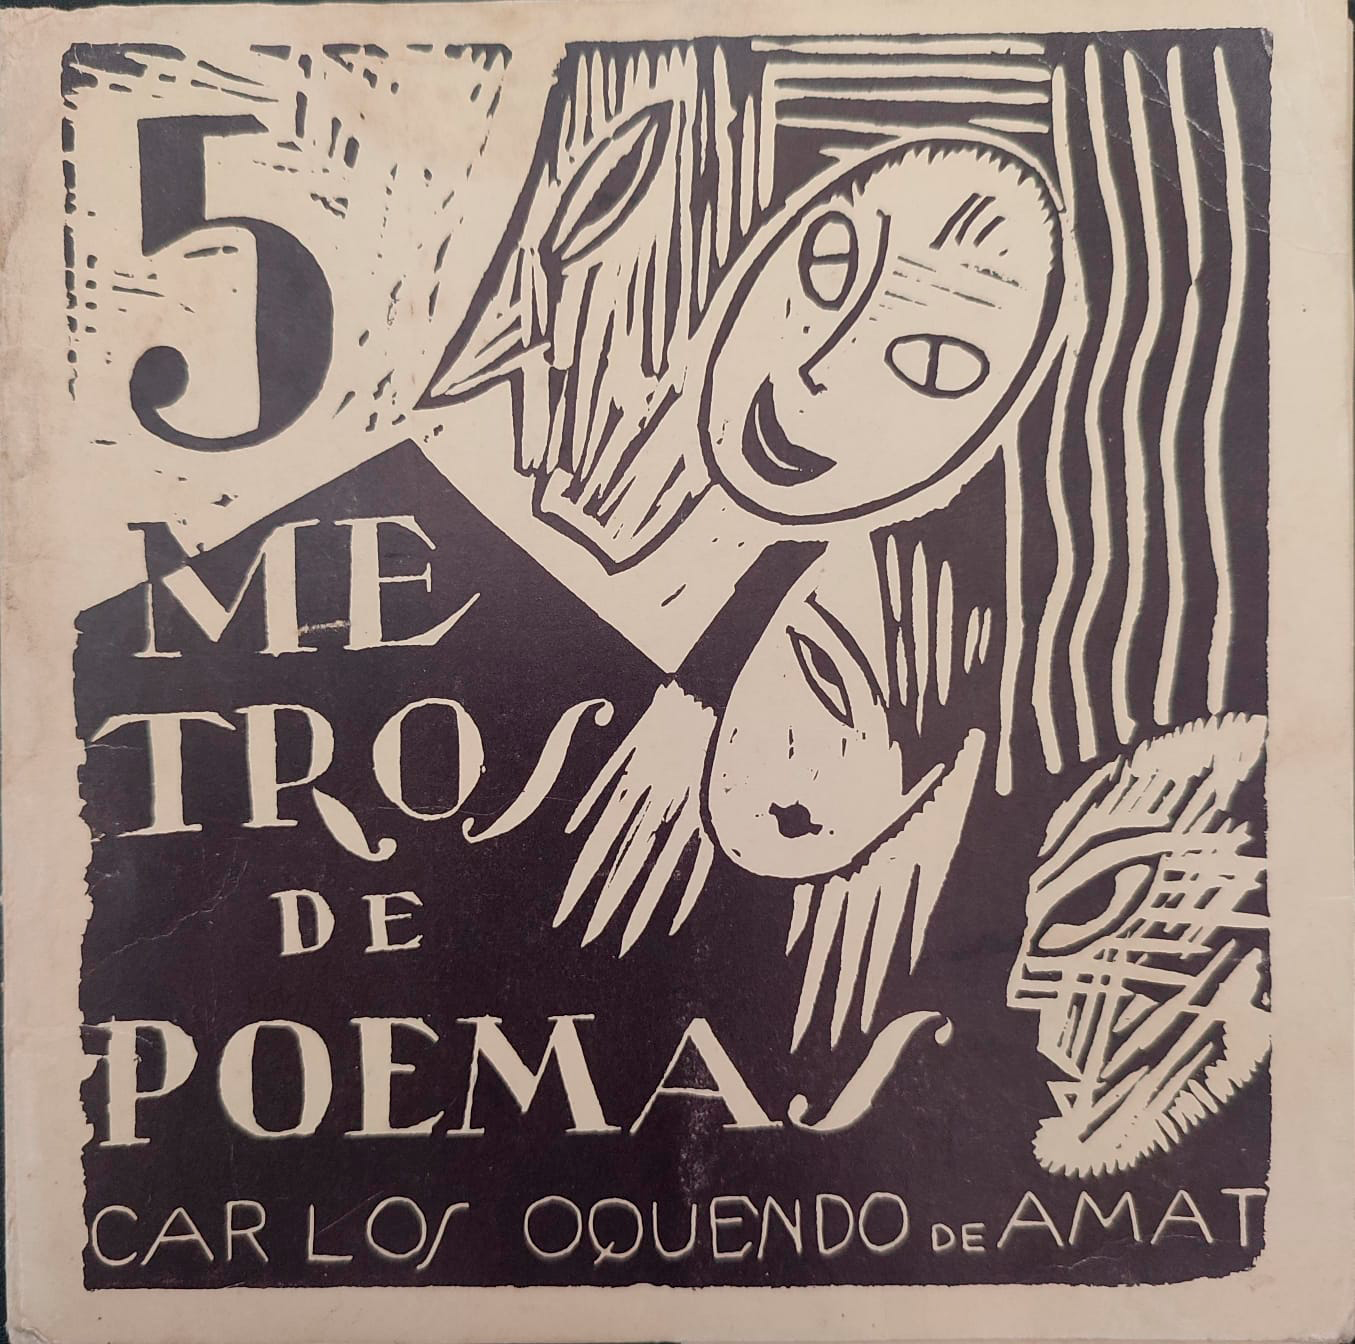 5
ME
TROS
DE
POEMAS
CARLOS OQUENDO DE AMAT